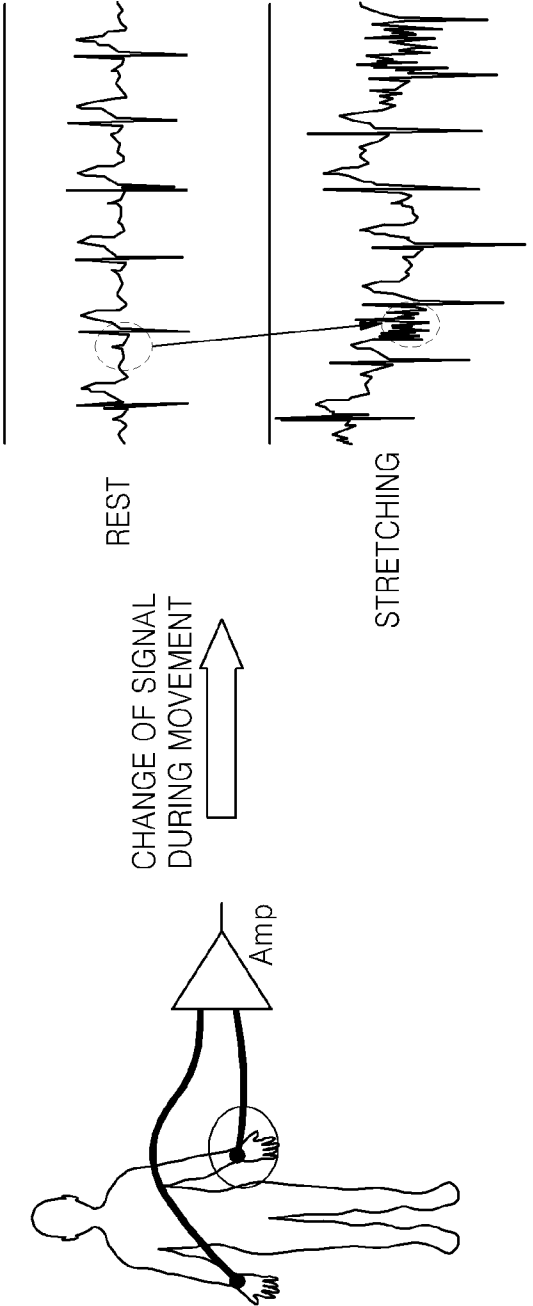 Amp
CHANGE OF SIGNAL
DURING MOVEMENT
REST
STRETCHING